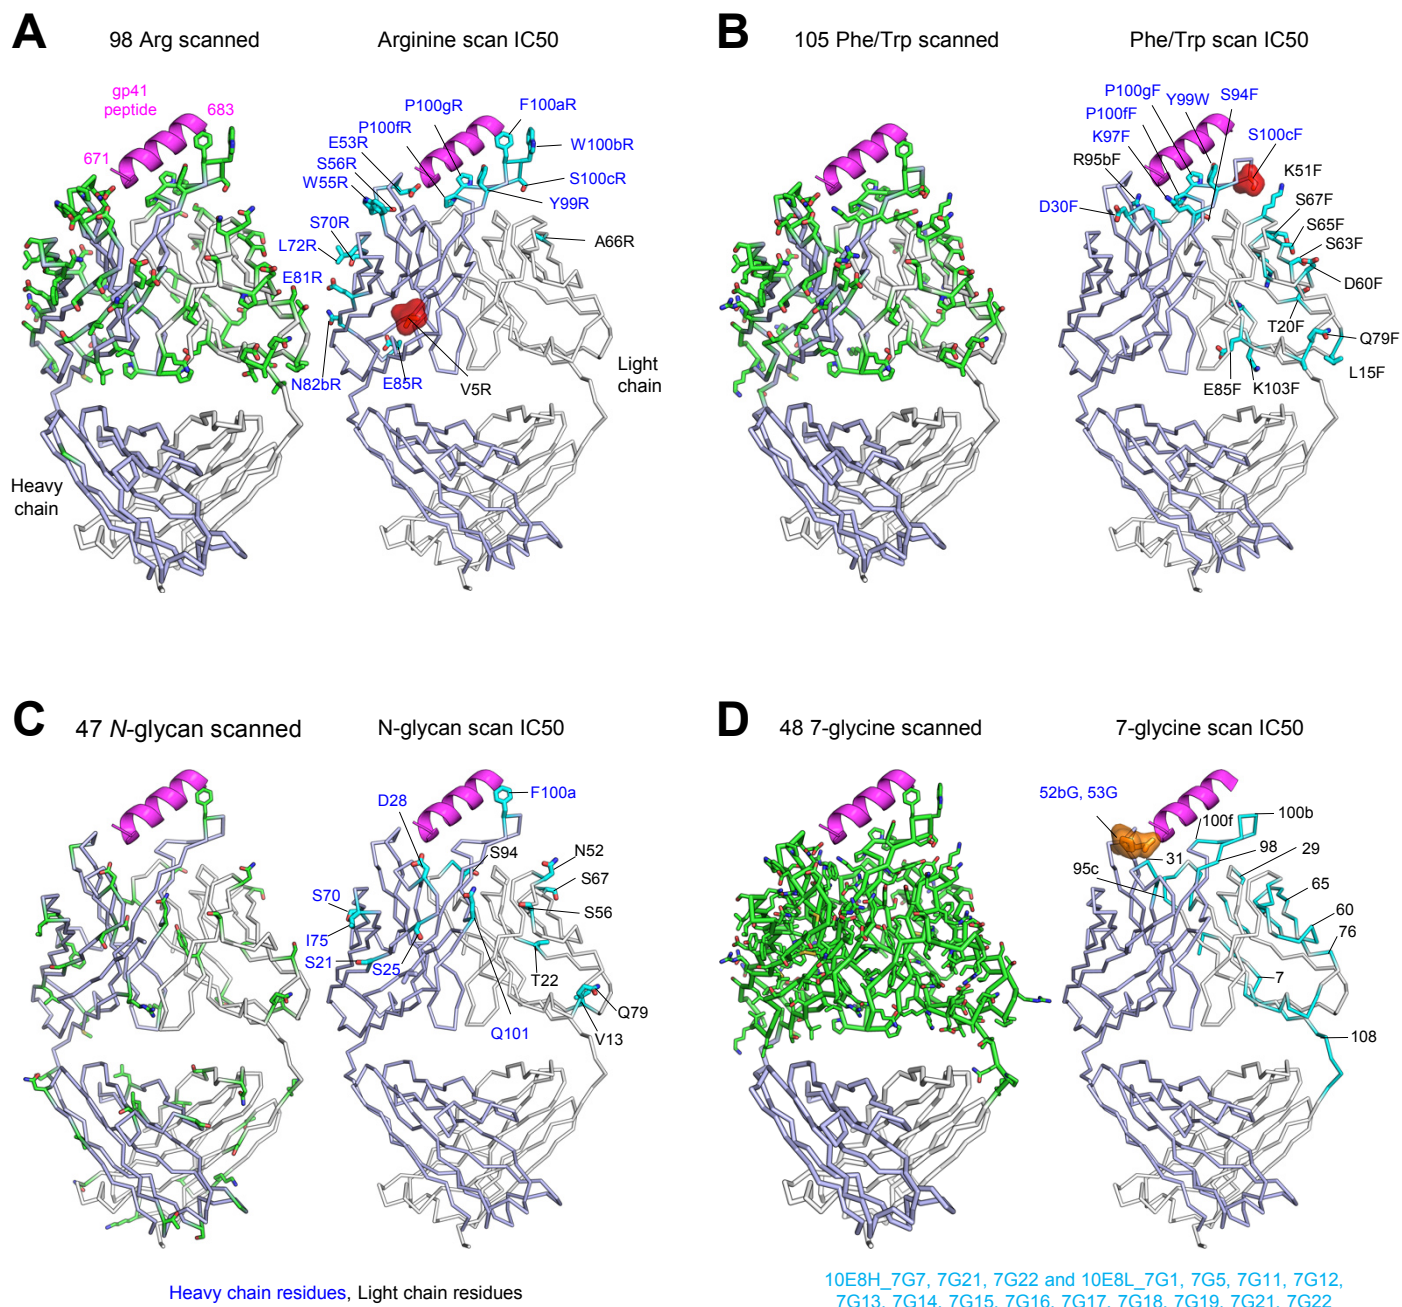 A
98 Arg scanned
Arginine scan IC50
gp41
peptide
683
671
P100gR
F100aR
P100fR
E53R
W100bR
S56R
W55R
S100cR
Y99R
S70R
L72R
A66R
E81R
N82bR
E85R
V5R
Light
chain
Heavy
chain
B
105 Phe/Trp scanned
Phe/Trp scan IC50
P100gF
Y99W
S94F
P100fF
K97F
S100cF
R95bF
K51F
D30F
S67F
S65F
S63F
D60F
T20F
Q79F
L15F
E85F
K103F
C
47 N-glycan scanned
N-glycan scan IC50
D28
F100a
S94
N52
S67
S70
S56
I75
S21
S25
T22
Q79
Q101
V13
Heavy chain residues, Light chain residues
D
48 7-glycine scanned
7-glycine scan IC50
52bG, 53G
100f
100b
31
98
29
95c
65
60
76
7
108
10E8H_7G7, 7G21, 7G22 and 10E8L_7G1, 7G5, 7G11, 7G12,
7G13, 7G14, 7G15, 7G16, 7G17, 7G18, 7G19, 7G21, 7G22